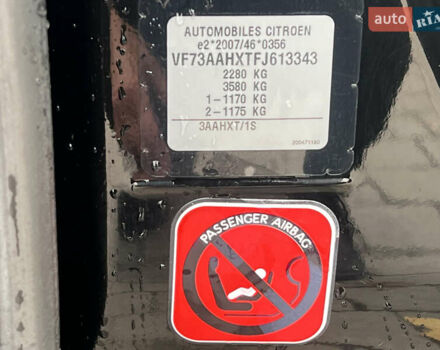 RIA
AUTOMOBILES CITROEN
e2*2007/46*0356
VF73AAHXTFJ613343
2280 KG
3580 KG
1-1170 KG
2-1175 KG
3AAHXT/1S
PASSENGER AIRBAG